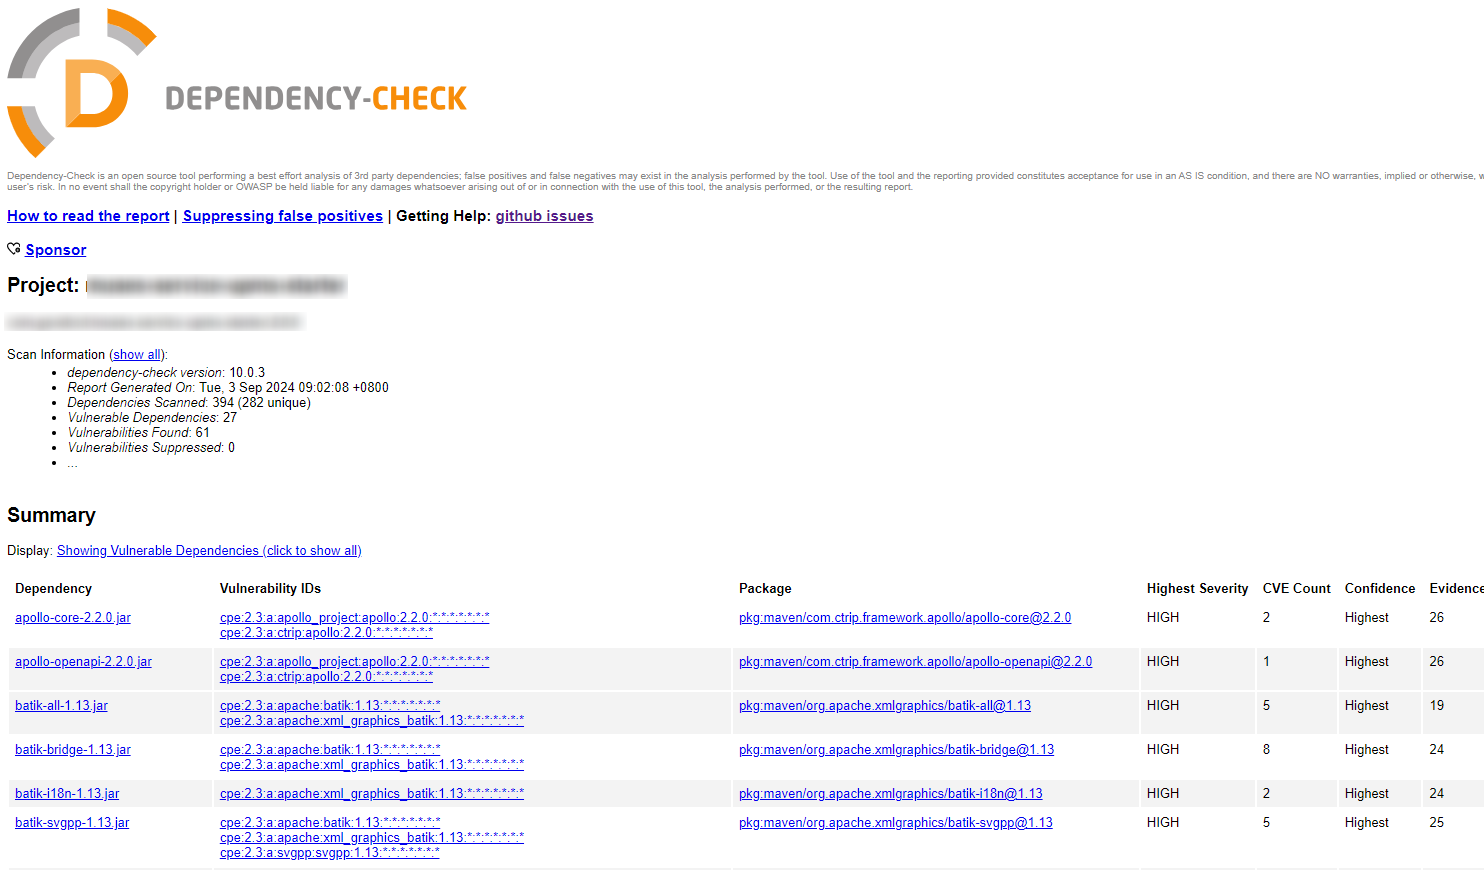 D DEPENDENCY-CHECK
Dependency-Check is an open source tool performing a best effort analysis of 3rd party dependencies; false positives and false negatives may exist in the analysis performed by the tool. Use of the tool and the reporting provided constitutes acceptance for use in an AS IS condition, and there are NO warranties, implied or otherwise,
user's risk. In no event shall the copyright holder or OWASP be held liable for any damages whatsoever arising out of or in connection with the use of this tool, the analysis performed, or the resulting report.
How to read the report | Suppressing false positives | Getting Help: github issues
Sponsor
Project:
Scan Information (show all):
• dependency-check version: 10.0.3
• Report Generated On: Tue, 3 Sep 2024 09:02:08 +0800
• Dependencies Scanned: 394 (282 unique)
• Vulnerable Dependencies: 27
• Vulnerabilities Found: 61
• Vulnerabilities Suppressed: 0
• ...
Summary
Display: Showing Vulnerable Dependencies (click to show all)
Dependency Vulnerability IDs Package Highest Severity CVE Count Confidence Evidence
apollo-core-2.2.0.jar cpe:2.3:a:apollo_project:apollo:2.2.0:*:*:*:*:*:*:* pkg:maven/com.ctrip.framework.apollo/apollo-core@2.2.0 HIGH 2 Highest 26
cpe:2.3:a:ctrip:apollo:2.2.0:*:*:*:*:*:*:*
apollo-openapi-2.2.0.jar cpe:2.3:a:apollo_project:apollo:2.2.0:*:*:*:*:*:*:* pkg:maven/com.ctrip.framework.apollo/apollo-openapi@2.2.0 HIGH 1 Highest 26
cpe:2.3:a:ctrip:apollo:2.2.0:*:*:*:*:*:*:*
batik-all-1.13.jar cpe:2.3:a:apache:batik:1.13:*:*:*:*:*:*:* pkg:maven/org.apache.xmlgraphics/batik-all@1.13 HIGH 5 Highest 19
cpe:2.3:a:apache:xml_graphics_batik:1.13:*:*:*:*:*:*:*
batik-bridge-1.13.jar cpe:2.3:a:apache:batik:1.13:*:*:*:*:*:*:* pkg:maven/org.apache.xmlgraphics/batik-bridge@1.13 HIGH 8 Highest 24
cpe:2.3:a:apache:xml_graphics_batik:1.13:*:*:*:*:*:*:*
batik-i18n-1.13.jar cpe:2.3:a:apache:xml_graphics_batik:1.13:*:*:*:*:*:*:* pkg:maven/org.apache.xmlgraphics/batik-i18n@1.13 HIGH 2 Highest 24
batik-svgpp-1.13.jar cpe:2.3:a:apache:batik:1.13:*:*:*:*:*:*:* pkg:maven/org.apache.xmlgraphics/batik-svgpp@1.13 HIGH 5 Highest 25
cpe:2.3:a:apache:xml_graphics_batik:1.13:*:*:*:*:*:*:*
cpe:2.3:a:svgpp:svgpp:1.13:*:*:*:*:*:*:*